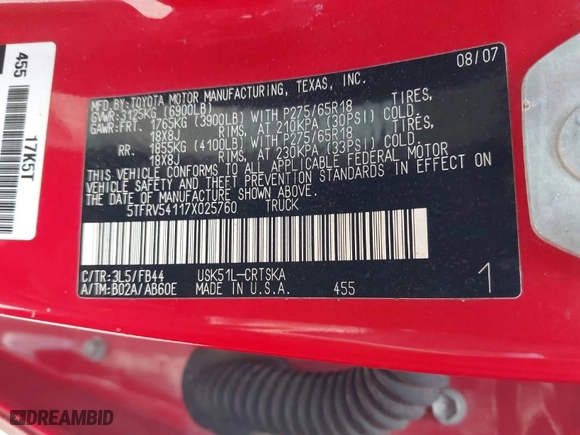 455
17K5T
08/07
MFD.BY:TOYOTA MOTOR MANUFACTURING, TEXAS, INC.
GVWR:3125KG (6900LB)
GAWR:FRT. 1765KG (3900LB) WITH P275/65R18 TIRES,
18X8J RIMS, AT 210KPA (30PSI) COLD.
RR. 1855KG (4100LB) WITH P275/65R18 TIRES,
18X8J RIMS, AT 230KPA (33PSI) COLD.
THIS VEHICLE CONFORMS TO ALL APPLICABLE FEDERAL MOTOR
VEHICLE SAFETY AND THEFT PREVENTION STANDARDS IN EFFECT ON
THE DATE OF MANUFACTURE SHOWN ABOVE.
5TFRV54117X025760 TRUCK
C/TR:3L5/FB44 USK51L-CRTSKA
A/TM:B02A/AB60E MADE IN U.S.A. 455 1
DREAMBID